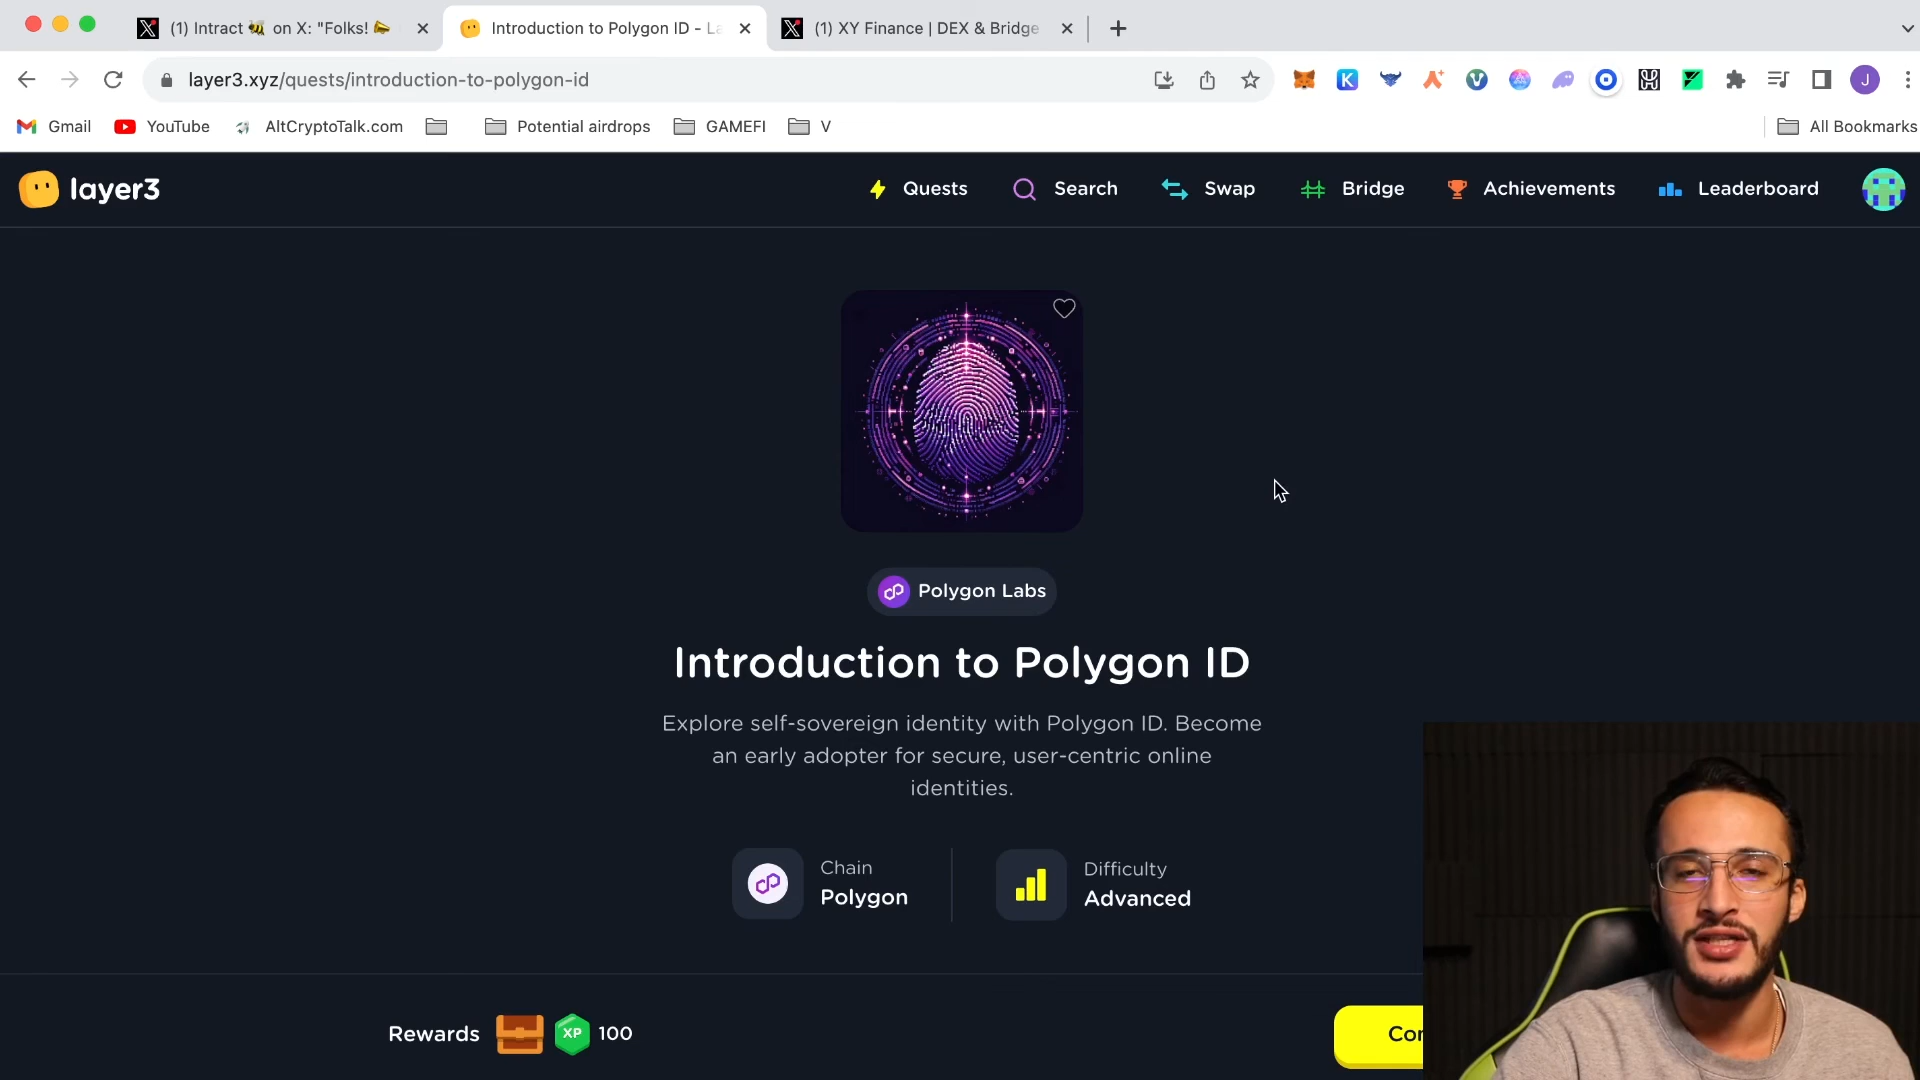 (1) Intract 🐝 on X: "Folks! 📣
Introduction to Polygon ID - La
(1) XY Finance | DEX & Bridge
layer3.xyz/quests/introduction-to-polygon-id
J
Gmail
YouTube
AltCryptoTalk.com
Potential airdrops
GAMEFI
V
All Bookmarks
layer3
Quests
Search
Swap
Bridge
Achievements
Leaderboard
Polygon Labs
Introduction to Polygon ID
Explore self-sovereign identity with Polygon ID. Become
an early adopter for secure, user-centric online
identities.
Chain
Polygon
Difficulty
Advanced
Rewards
XP
100
Con